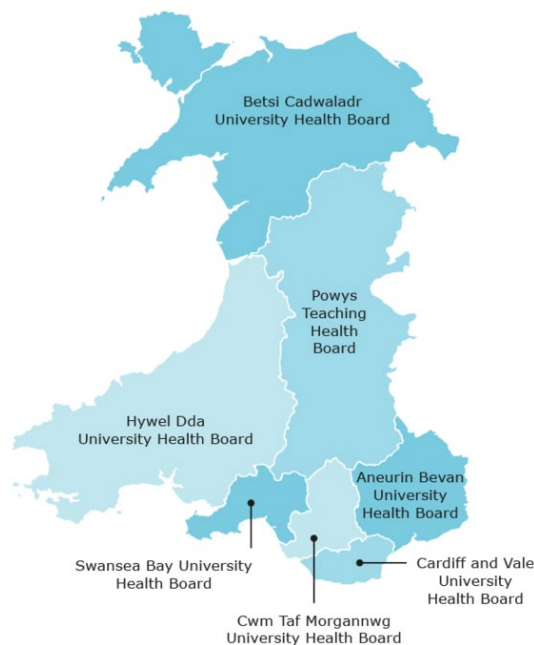 Betsi Cadwaladr
University Health Board
Powys
Teaching
Health
Board
Hywel Dda
University Health Board
Aneurin Bevan
University
Health Board
Swansea Bay University
Health Board
Cardiff and Vale
University
Health Board
Cwm Taf Morgannwg
University Health Board